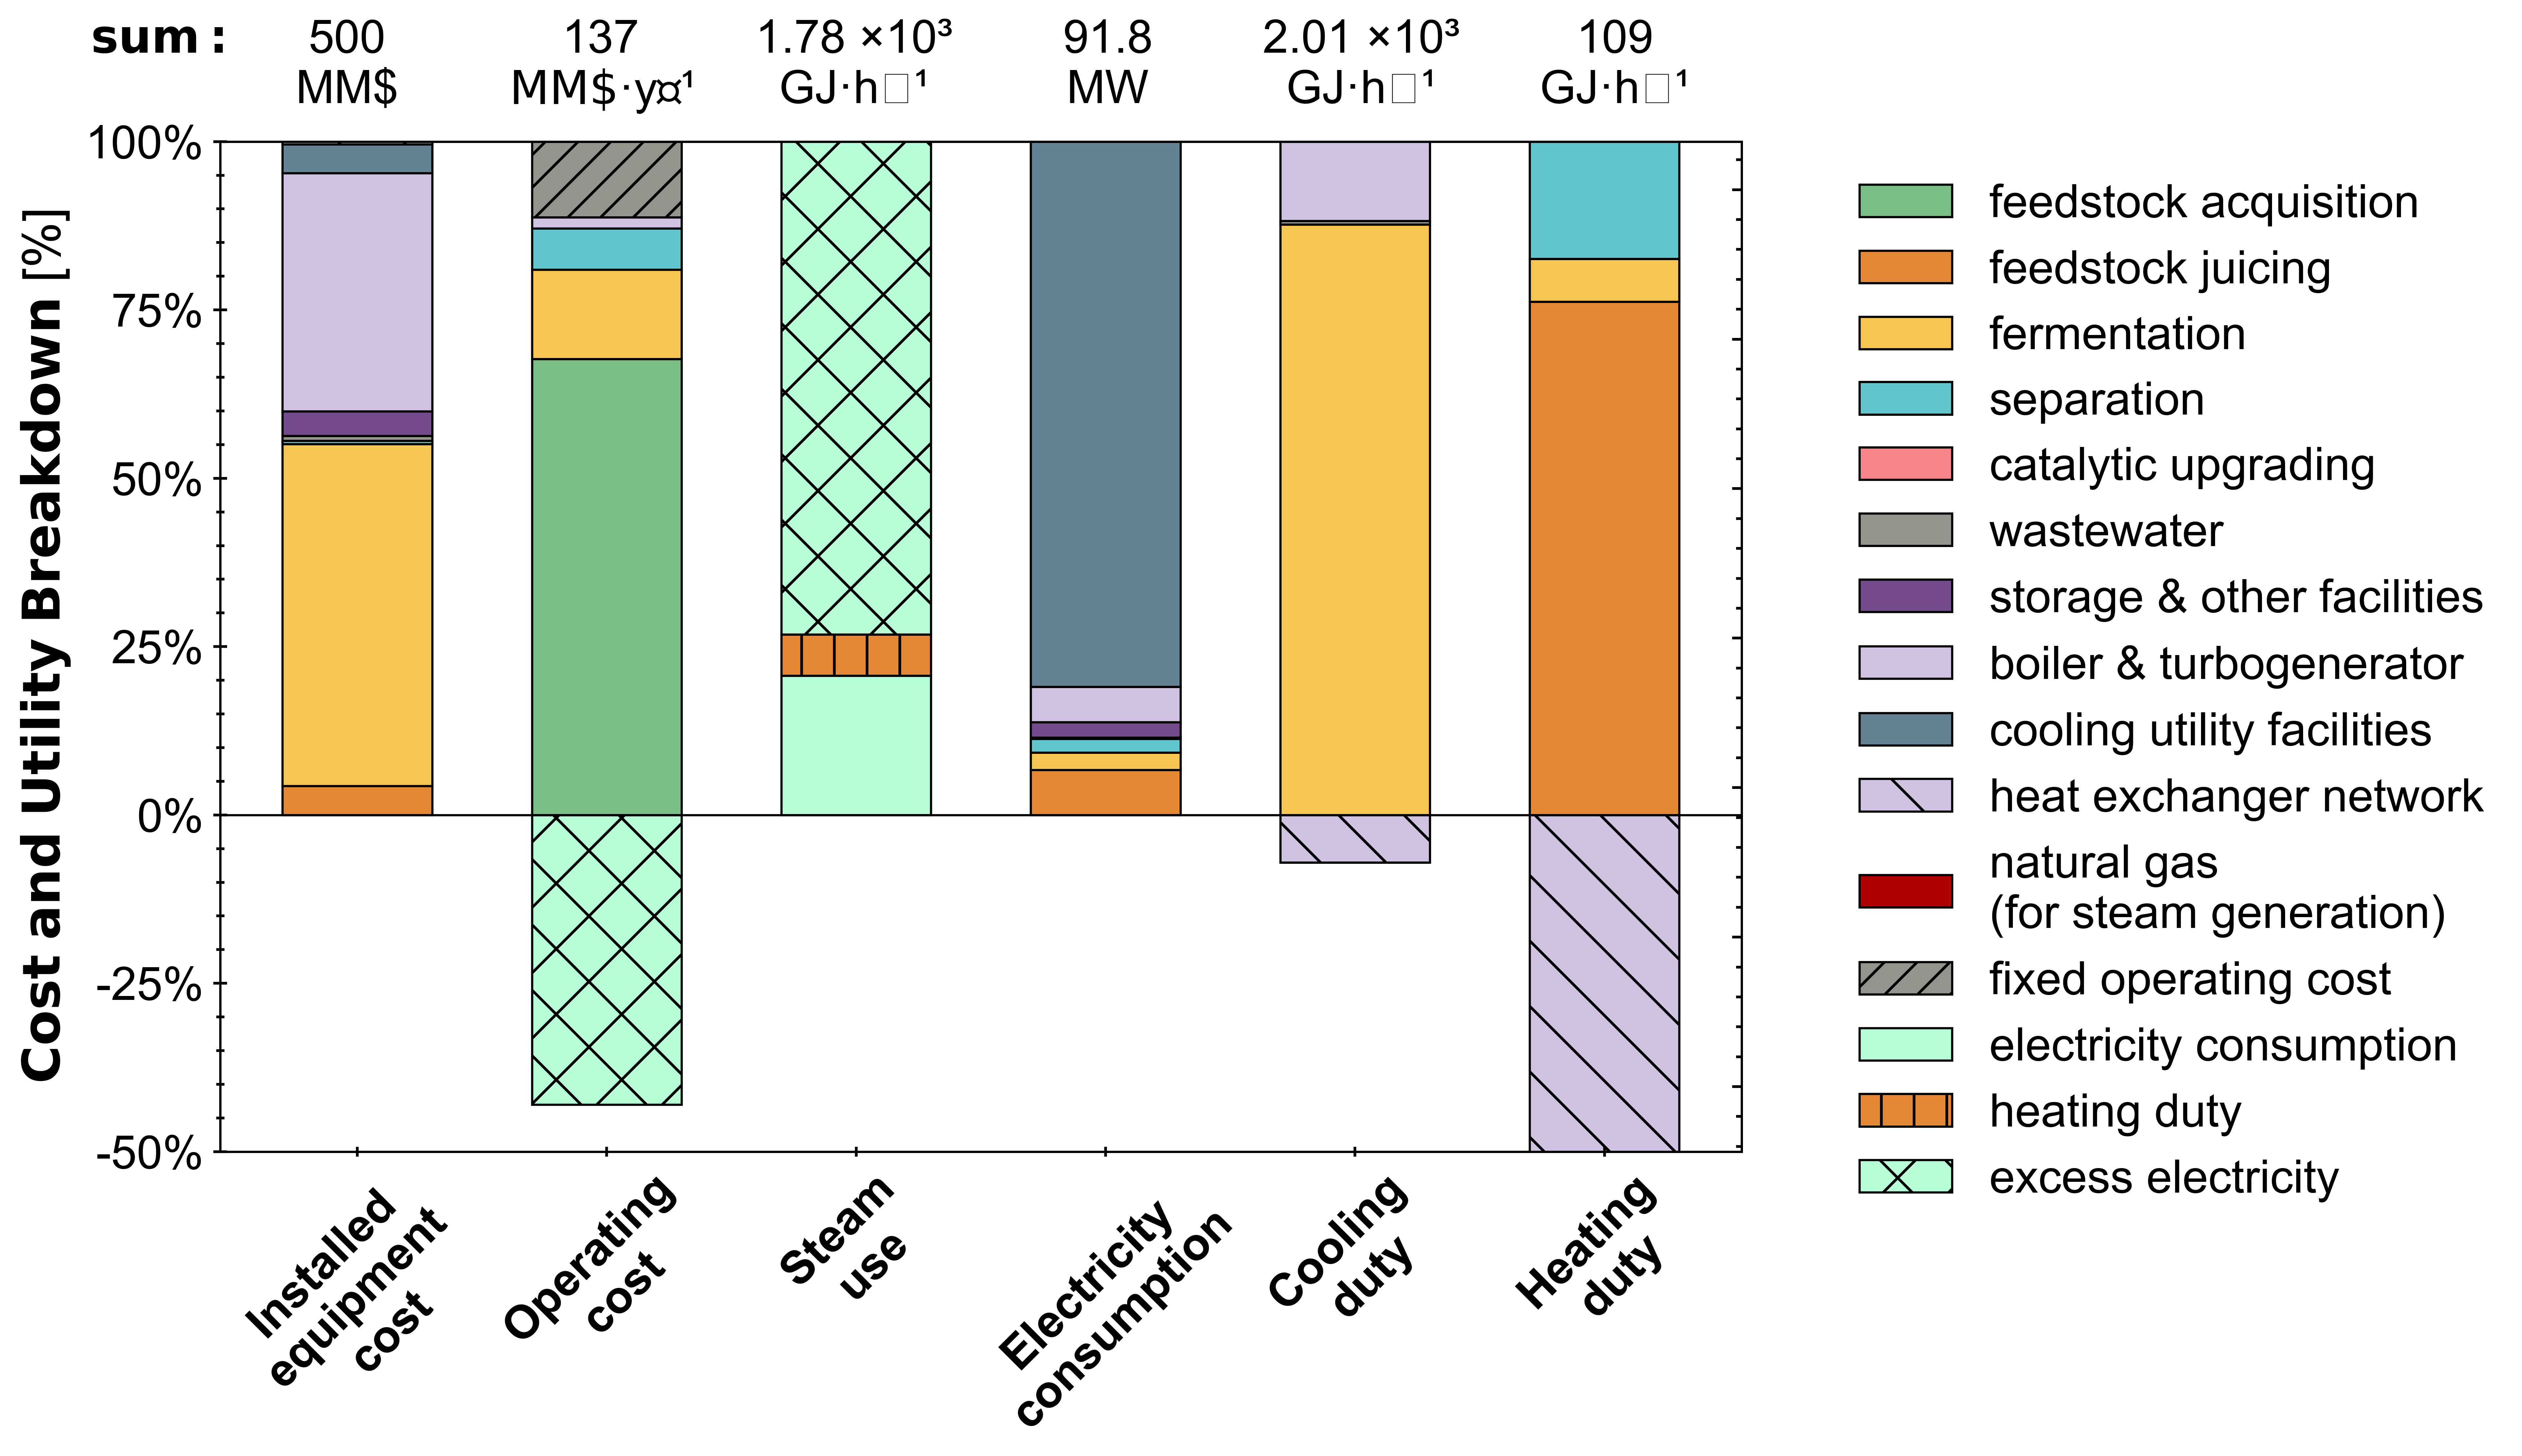 sum: 500 137 1.78 ×10³ 91.8 2.01 ×10³ 109
MM$ MM$·y¤¹ GJ·h□¹ MW GJ·h□¹ GJ·h□¹
Cost and Utility Breakdown [%]
100%
75%
50%
25%
0%
-25%
-50%
Installed
equipment
cost
Operating
cost
Steam
use
Electricity
consumption
Cooling
duty
Heating
duty
feedstock acquisition
feedstock juicing
fermentation
separation
catalytic upgrading
wastewater
storage & other facilities
boiler & turbogenerator
cooling utility facilities
heat exchanger network
natural gas
(for steam generation)
fixed operating cost
electricity consumption
heating duty
excess electricity